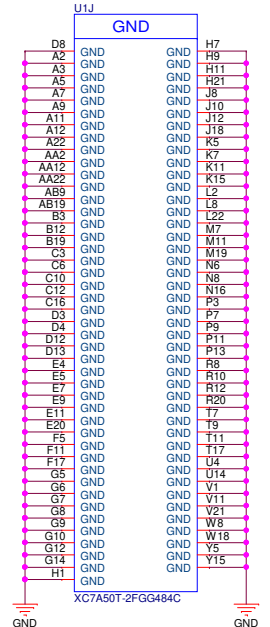 U1J
GND
D8 GND GND H7
A2 GND GND H9
A3 GND GND H11
A5 GND GND H21
A7 GND GND J8
A9 GND GND J10
A11 GND GND J12
A12 GND GND J18
A22 GND GND K5
AA2 GND GND K7
AA12 GND GND K11
AA22 GND GND K15
AB9 GND GND L2
AB19 GND GND L8
B3 GND GND L22
B12 GND GND M7
B19 GND GND M11
C3 GND GND M19
C6 GND GND N6
C10 GND GND N8
C12 GND GND N16
C16 GND GND P3
D3 GND GND P7
D4 GND GND P9
D12 GND GND P11
D13 GND GND P13
E4 GND GND R8
E5 GND GND R10
E7 GND GND R12
E9 GND GND R20
E11 GND GND T7
E20 GND GND T9
F5 GND GND T11
F11 GND GND T17
F17 GND GND U4
G5 GND GND U14
G6 GND GND V1
G7 GND GND V11
G8 GND GND V21
G9 GND GND W8
G10 GND GND W18
G12 GND GND Y5
G14 GND GND Y15
H1 GND
XC7A50T-2FGG484C
GND GND